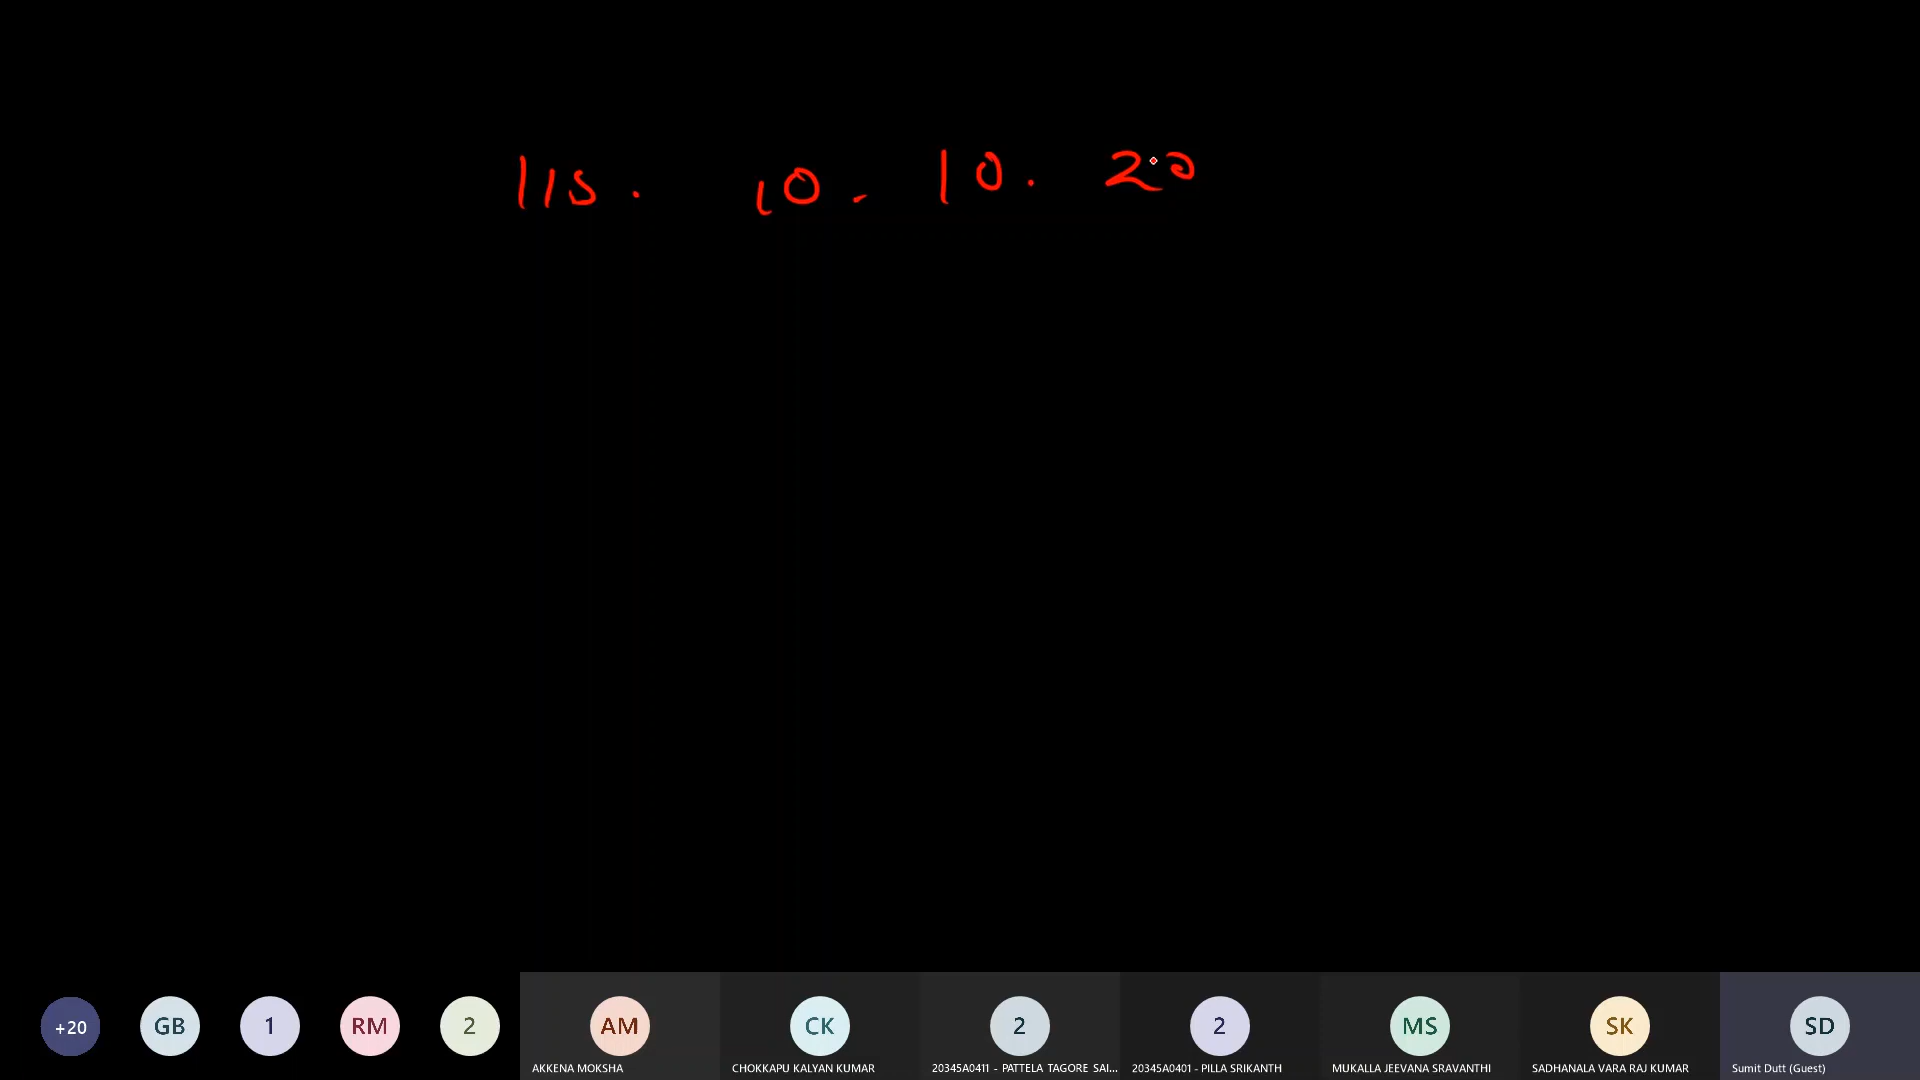 115. 10. 10. 20
+20 GB 1 RM 2 AM CK 2 2 MS SK SD
AKKENA MOKSHA CHOKKAPU KALYAN KUMAR 20345A0411 - PATTELA TAGORE SAI... 20345A0401 - PILLA SRIKANTH MUKALLA JEEVANA SRAVANTHI SADHANALA VARA RAJ KUMAR Sumit Dutt (Guest)